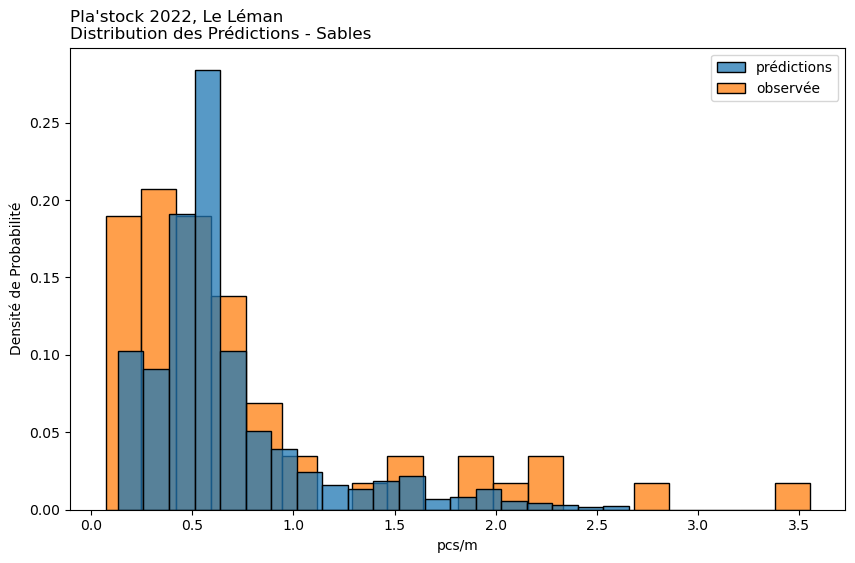 Pla'stock 2022, Le Léman
Distribution des Prédictions - Sables
prédictions
observée
Densité de Probabilité
0.25
0.20
0.15
0.10
0.05
0.00
0.0 0.5 1.0 1.5 2.0 2.5 3.0 3.5
pcs/m